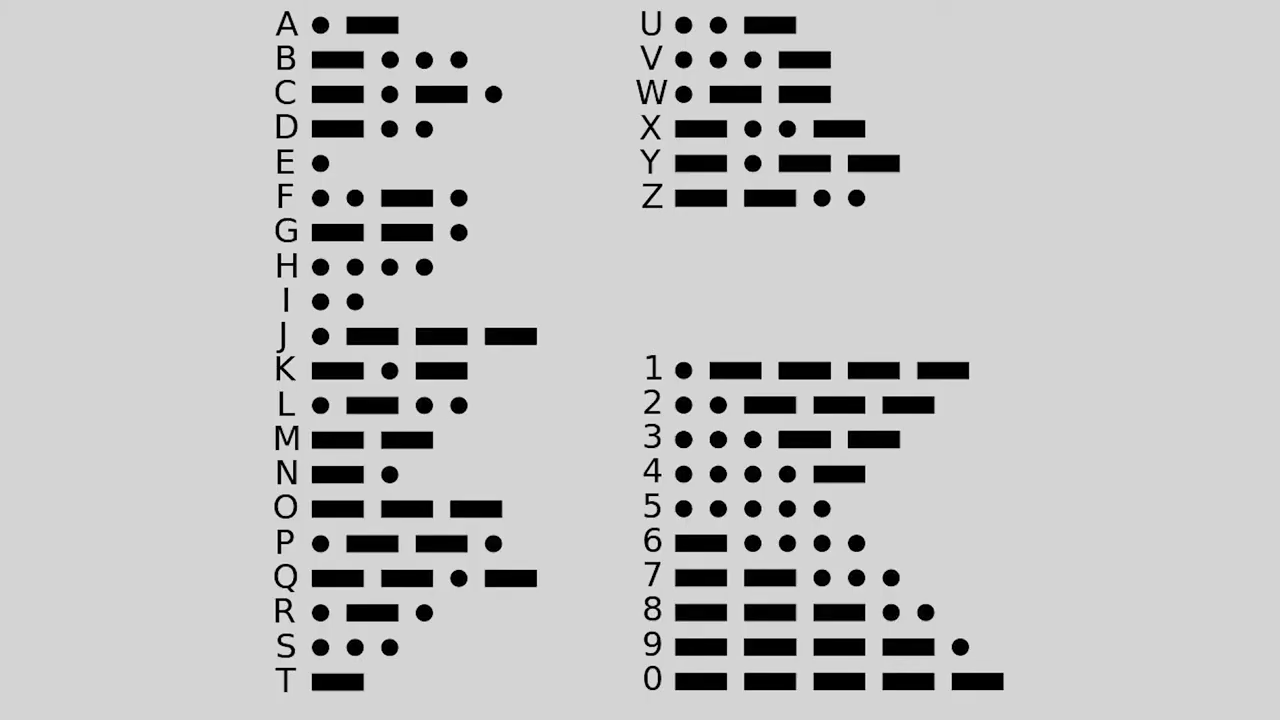 A ● ▬
B ▬ ● ● ●
C ▬ ● ▬ ●
D ▬ ● ●
E ●
F ● ● ▬ ●
G ▬ ▬ ●
H ● ● ● ●
I ● ●
J ● ▬ ▬ ▬
K ▬ ● ▬
L ● ▬ ● ●
M ▬ ▬
N ▬ ●
O ▬ ▬ ▬
P ● ▬ ▬ ●
Q ▬ ▬ ● ▬
R ● ▬ ●
S ● ● ●
T ▬
U ● ● ▬
V ● ● ● ▬
W ● ▬ ▬
X ▬ ● ● ▬
Y ▬ ● ▬ ▬
Z ▬ ▬ ● ●
1 ● ▬ ▬ ▬ ▬
2 ● ● ▬ ▬ ▬
3 ● ● ● ▬ ▬
4 ● ● ● ● ▬
5 ● ● ● ● ●
6 ▬ ● ● ● ●
7 ▬ ▬ ● ● ●
8 ▬ ▬ ▬ ● ●
9 ▬ ▬ ▬ ▬ ●
0 ▬ ▬ ▬ ▬ ▬